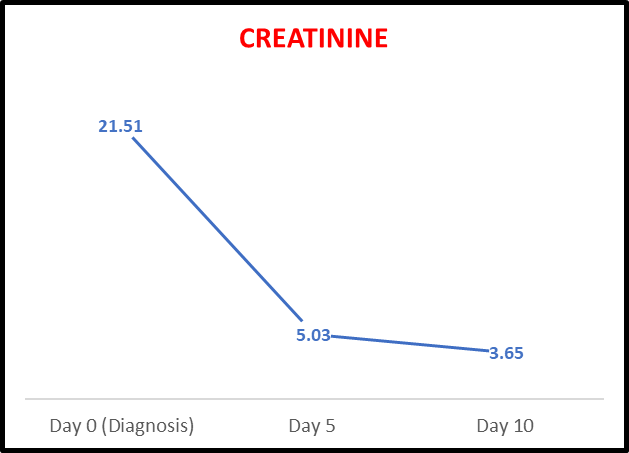 CREATININE
21.51
5.03
3.65
Day 0 (Diagnosis) Day 5 Day 10